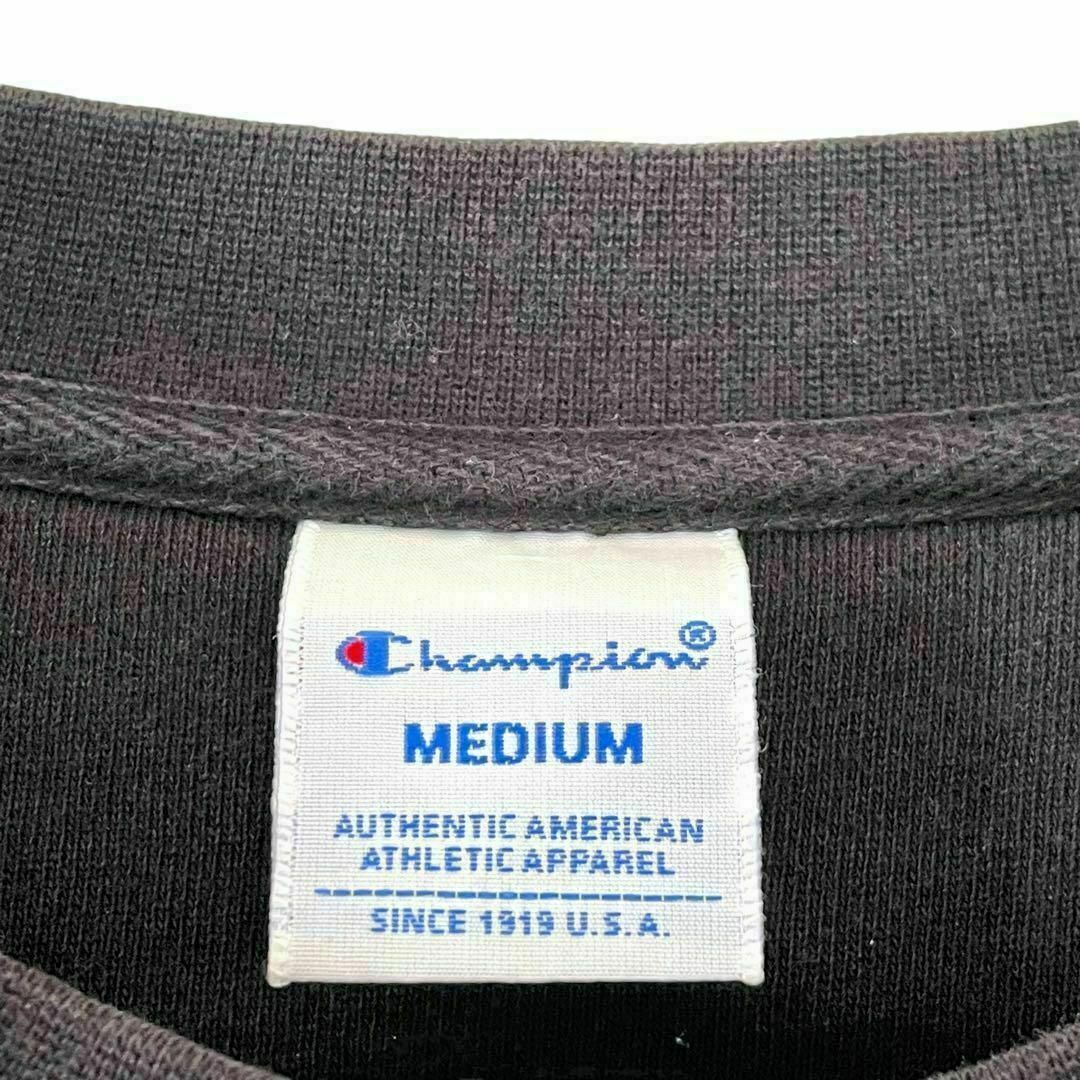 Champion®
MEDIUM
AUTHENTIC AMERICAN
ATHLETIC APPAREL
SINCE 1919 U.S.A.